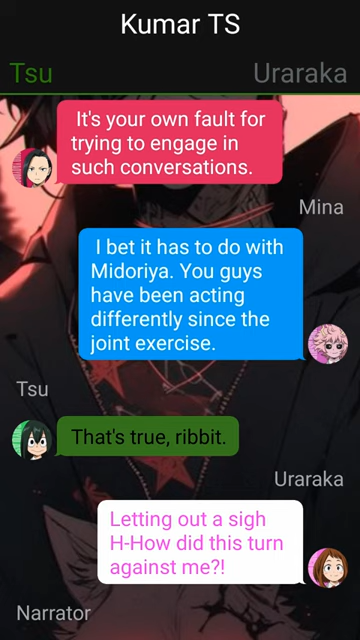 Kumar TS
Tsu
Uraraka
It's your own fault for
trying to engage in
such conversations.
Mina
I bet it has to do with
Midoriya. You guys
have been acting
differently since the
joint exercise.
Tsu
That's true, ribbit.
Uraraka
Letting out a sigh
H-How did this turn
against me?!
Narrator